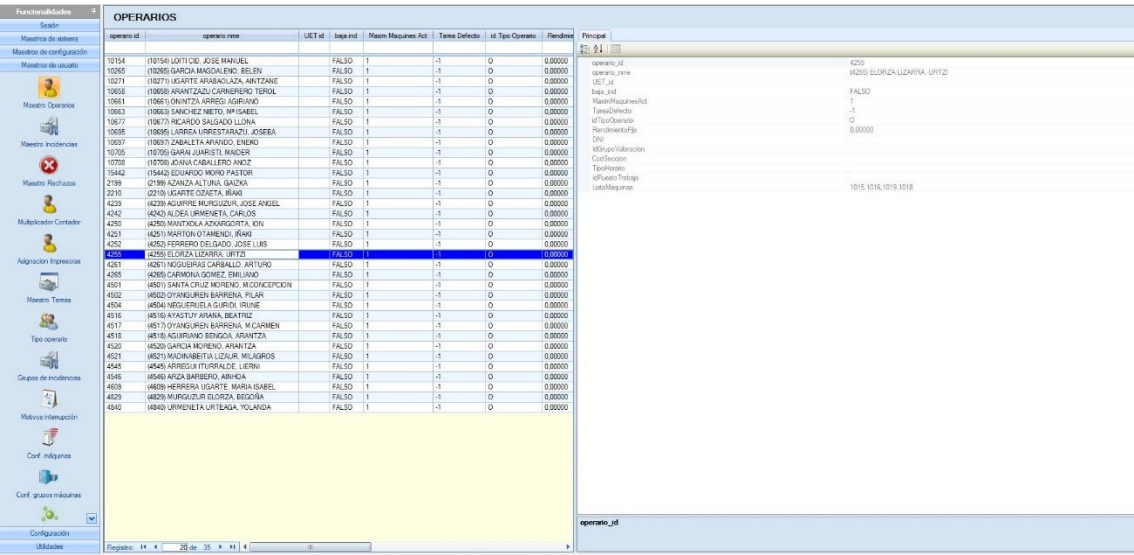 Funcionalidades
Sesión
Maestros de sistema
Maestros de configuración
Maestros de usuario
Maestro Operarios
Maestro Incidencias
Maestro Rechazos
Multiplicador Contador
Asignacion Impresoras
Maestro Tareas
Tipo operario
Grupos de incidencias
Motivos interrupción
Conf. máquinas
Conf. grupos máquinas
Configuración
Utilidades
OPERARIOS
operario id operario nme UET id baja ind Maxim Maquines Act Tarea Defecto id Tipo Operario Rendimie
10154 (10154) LOITI CID, JOSE MANUEL FALSO 1 -1 O 0,00000
10265 (10265) GARCIA MAGDALENO, BELEN FALSO 1 -1 O 0,00000
10271 (10271) UGARTE ARABAOLAZA, AINTZANE FALSO 1 -1 O 0,00000
10658 (10658) ARANTZAZU CARNERERO TEROL FALSO 1 -1 O 0,00000
10661 (10661) ONINTZA ARREGI AGIRIANO FALSO 1 -1 O 0,00000
10663 (10663) SANCHEZ NIETO, Mª ISABEL FALSO 1 -1 O 0,00000
10677 (10677) RICARDO SALGADO LLONA FALSO 1 -1 O 0,00000
10695 (10695) LARREA URRESTARAZU, JOSEBA FALSO 1 -1 O 0,00000
10697 (10697) ZABALETA ARANDO, ENEKO FALSO 1 -1 O 0,00000
10705 (10705) GARAI JUARISTI, MAIDER FALSO 1 -1 O 0,00000
10708 (10708) JOANA CABALLERO ANOZ FALSO 1 -1 O 0,00000
15442 (15442) EDUARDO MORO PASTOR FALSO 1 -1 O 0,00000
2199 (2199) AZANZA ALTUNA, GAIZKA FALSO 1 -1 O 0,00000
2210 (2210) UGARTE OZAETA, IÑAKI FALSO 1 -1 O 0,00000
4239 (4239) AGUIRRE MURGUZUR, JOSE ANGEL FALSO 1 -1 O 0,00000
4242 (4242) ALDEA URMENETA, CARLOS FALSO 1 -1 O 0,00000
4250 (4250) MANTXOLA AZKARGORTA, ION FALSO 1 -1 O 0,00000
4251 (4251) MARTON OTAMENDI, IÑAKI FALSO 1 -1 O 0,00000
4252 (4252) FERRERO DELGADO, JOSE LUIS FALSO 1 -1 O 0,00000
4255 (4255) ELORZA LIZARRA, URTZI FALSO 1 -1 O 0,00000
4261 (4261) NOGUEIRAS CARBALLO, ARTURO FALSO 1 -1 O 0,00000
4265 (4265) CARMONA GOMEZ, EMILIANO FALSO 1 -1 O 0,00000
4501 (4501) SANTA CRUZ MORENO, M.CONCEPCION FALSO 1 -1 O 0,00000
4502 (4502) OYANGUREN BARRENA, PILAR FALSO 1 -1 O 0,00000
4504 (4504) NEGUERUELA GURIDI, IRUNE FALSO 1 -1 O 0,00000
4516 (4516) AYASTUY ARANA, BEATRIZ FALSO 1 -1 O 0,00000
4517 (4517) OYANGUREN BARRENA, M.CARMEN FALSO 1 -1 O 0,00000
4518 (4518) AGUIRIANO BENGOA, ARANTZA FALSO 1 -1 O 0,00000
4520 (4520) GARCIA MORENO, ARANTZA FALSO 1 -1 O 0,00000
4521 (4521) MADINABEITIA LIZAUR, MILAGROS FALSO 1 -1 O 0,00000
4545 (4545) ARREGUI ITURRALDE, LIERNI FALSO 1 -1 O 0,00000
4546 (4546) ARZA BARBERO, AINHOA FALSO 1 -1 O 0,00000
4609 (4609) HERRERA UGARTE, MARIA ISABEL FALSO 1 -1 O 0,00000
4829 (4829) MURGUZUR ELORZA, BEGOÑA FALSO 1 -1 O 0,00000
4840 (4840) URMENETA URTEAGA, YOLANDA FALSO 1 -1 O 0,00000
Registro: 20 de 35
Principal
operario_id 4255
operario_nme (4255) ELORZA LIZARRA, URTZI
UET_id
baja_ind FALSO
MaximMaquinesAct 1
TareaDefecto -1
idTipoOperario O
RendimientoFijo 0,00000
DNI
idGrupoValoracion
CodSeccion
TipoHorario
idPuestoTrabajo
ListaMaquinas 1015,1016,1019,1018
operario_id